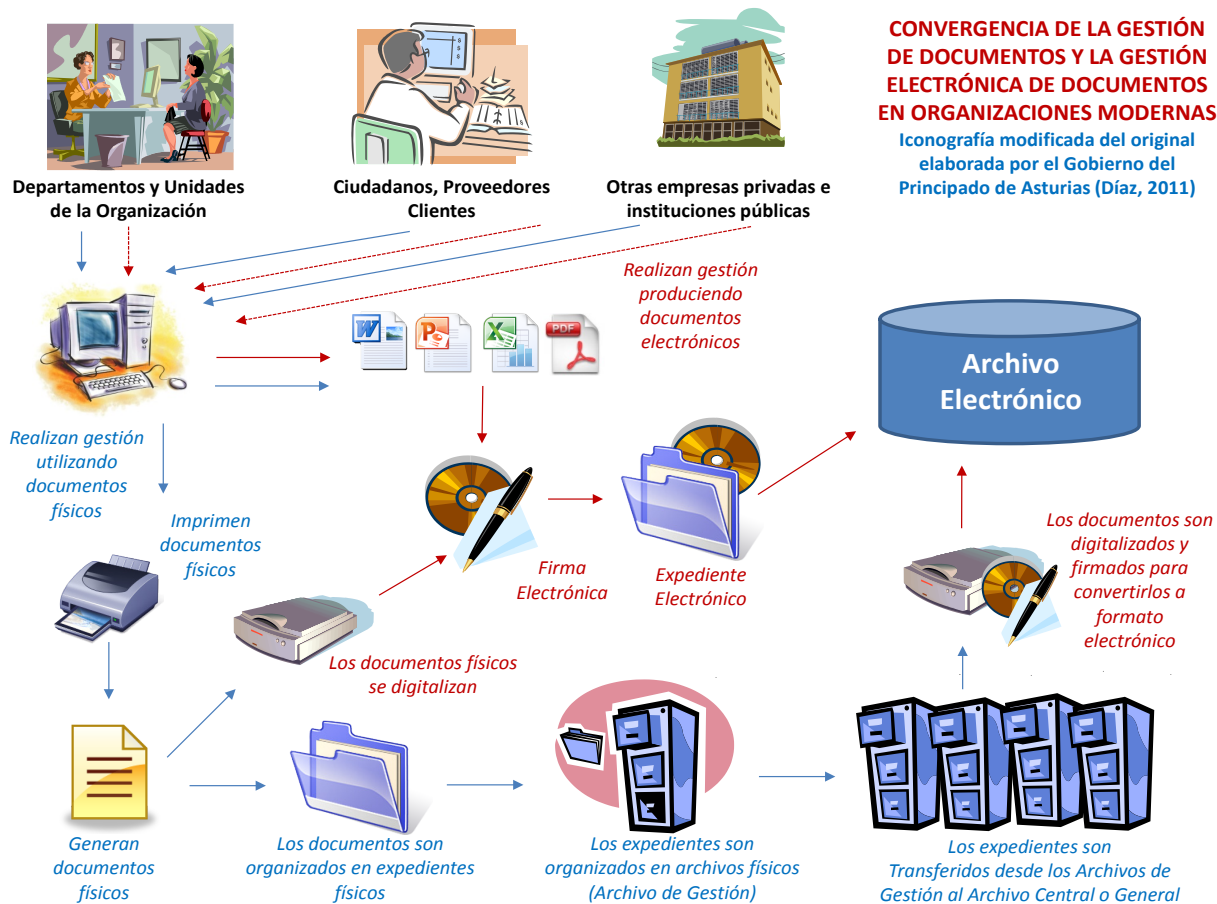 CONVERGENCIA DE LA GESTIÓN
DE DOCUMENTOS Y LA GESTIÓN
ELECTRÓNICA DE DOCUMENTOS
EN ORGANIZACIONES MODERNAS
Iconografía modificada del original
elaborada por el Gobierno del
Principado de Asturias (Díaz, 2011)
Departamentos y Unidades
de la Organización
Ciudadanos, Proveedores
Clientes
Otras empresas privadas e
instituciones públicas
Realizan gestión
produciendo
documentos
electrónicos
PDF
Archivo
Electrónico
Realizan gestión
utilizando
documentos
físicos
Imprimen
documentos
físicos
Firma
Electrónica
Expediente
Electrónico
Los documentos son
digitalizados y
firmados para
convertirlos a
formato
electrónico
Los documentos físicos
se digitalizan
Generan
documentos
físicos
Los documentos son
organizados en expedientes
físicos
Los expedientes son
organizados en archivos físicos
(Archivo de Gestión)
Los expedientes son
Transferidos desde los Archivos de
Gestión al Archivo Central o General